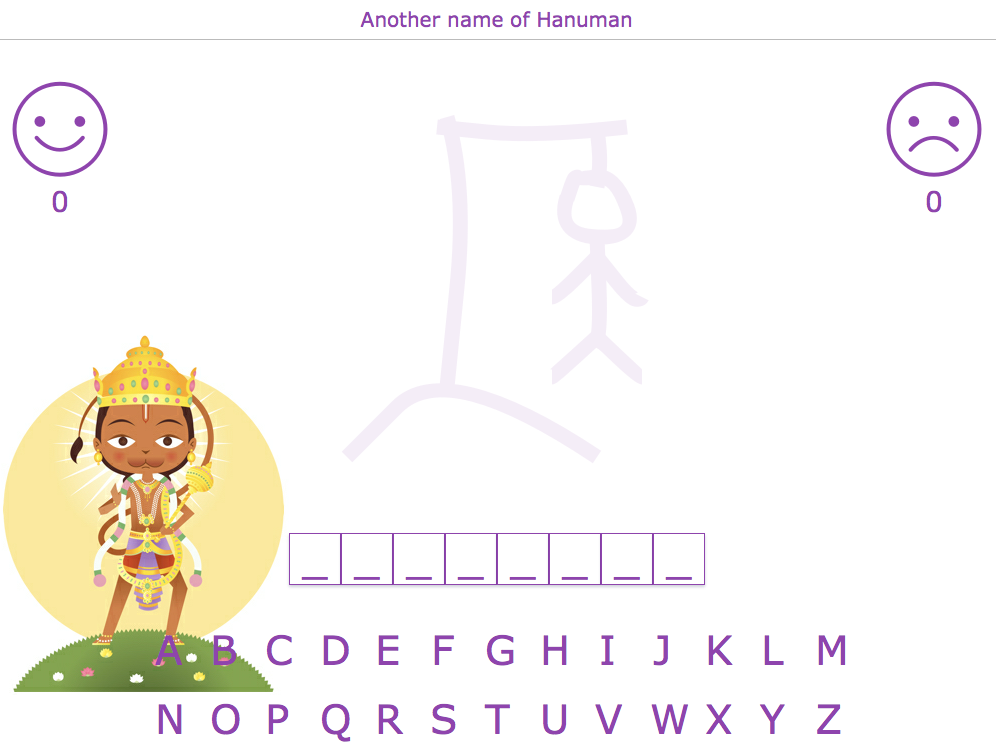 Another name of Hanuman
0 0
_ _ _ _ _ _ _ _
A B C D E F G H I J K L M
N O P Q R S T U V W X Y Z